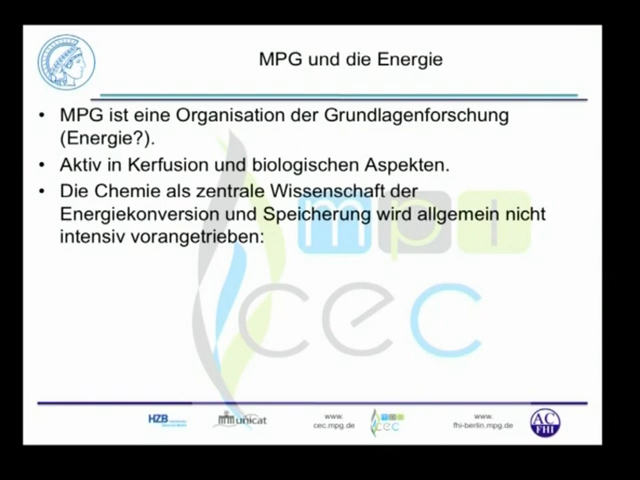 MPG und die Energie
• MPG ist eine Organisation der Grundlagenforschung
(Energie?).
• Aktiv in Kerfusion und biologischen Aspekten.
• Die Chemie als zentrale Wissenschaft der
Energiekonversion und Speicherung wird allgemein nicht
intensiv vorangetrieben:
mpi
cec
HZB
unicat
www.
cec.mpg.de
cec
www.
fhi-berlin.mpg.de
AC
FHI